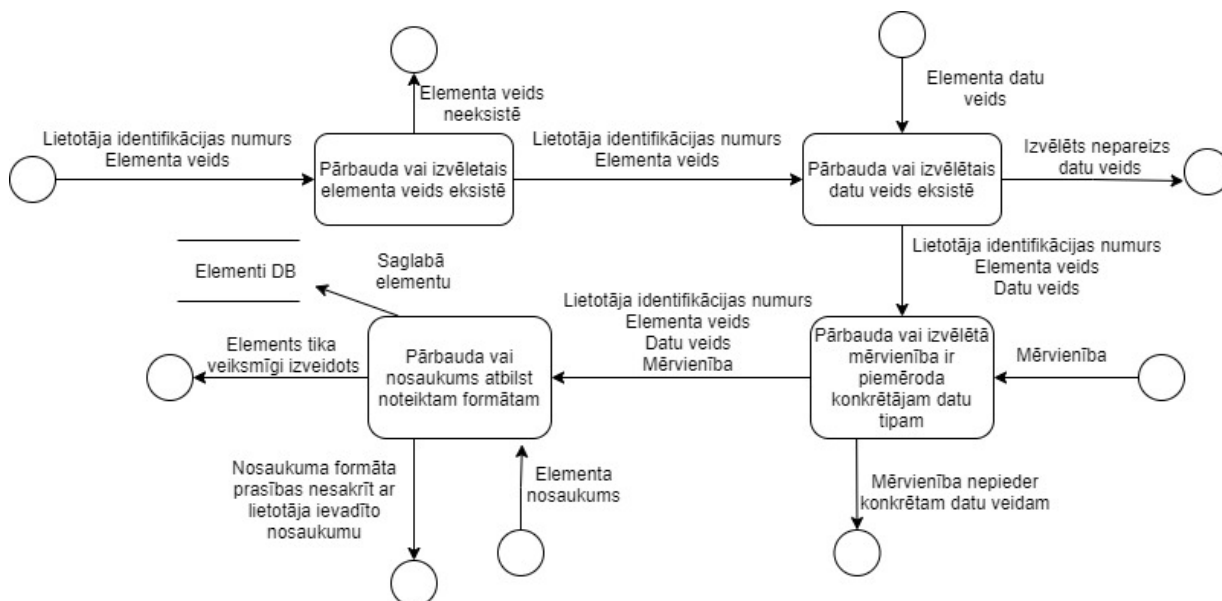 Elementa veids
neeksistē
Elementa datu
veids
Lietotāja identifikācijas numurs
Elementa veids
Pārbauda vai izvēletais
elementa veids eksistē
Lietotāja identifikācijas numurs
Elementa veids
Pārbauda vai izvēlētais
datu veids eksistē
Izvēlēts nepareizs
datu veids
Lietotāja identifikācijas numurs
Elementa veids
Datu veids
Elementi DB
Saglabā
elementu
Lietotāja identifikācijas numurs
Elementa veids
Datu veids
Mērvienība
Pārbauda vai izvēlētā
mērvienība ir
piemēroda
konkrētājam datu
tipam
Mērvienība
Elements tika
veiksmīgi izveidots
Pārbauda vai
nosaukums atbilst
noteiktam formātam
Nosaukuma formāta
prasības nesakrīt ar
lietotāja ievadīto
nosaukumu
Elementa
nosaukums
Mērvienība nepieder
konkrētam datu veidam